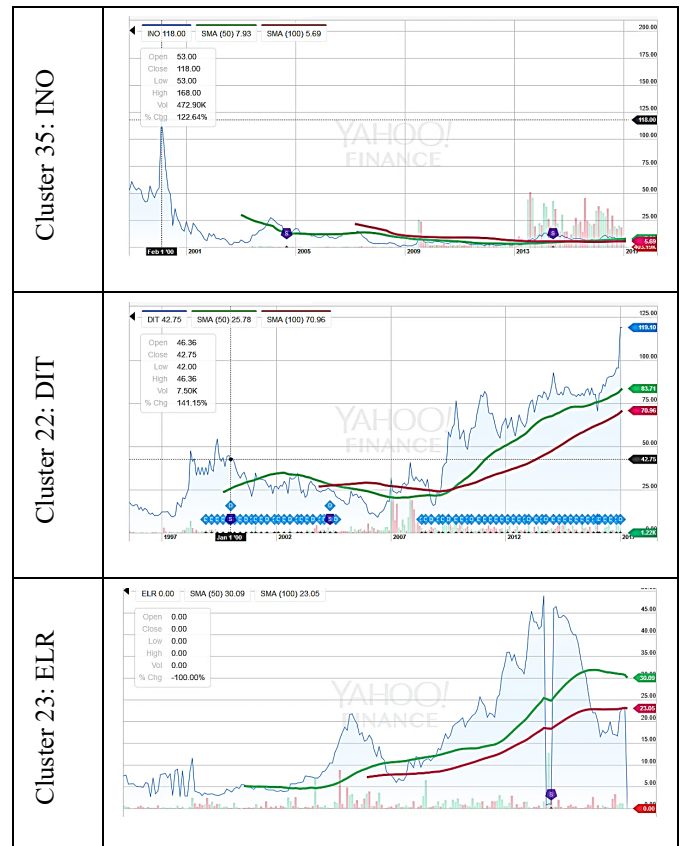 Cluster 35: INO
INO 118.00 SMA (50) 7.93 SMA (100) 5.69
Open 53.00
Close 118.00
Low 53.00
High 168.00
Vol 472.90K
% Chg 122.64%
YAHOO!
FINANCE
200.00
175.00
150.00
125.00
118.00
100.00
75.00
50.00
25.00
5.69
Feb 1 '00 2001 2005 2009 2013
S S
Cluster 22: DIT
DIT 42.75 SMA (50) 25.78 SMA (100) 70.96
Open 46.36
Close 42.75
Low 42.00
High 46.36
Vol 7.50K
% Chg 141.15%
YAHOO!
FINANCE
125.00
119.10
100.00
83.71
75.00
70.96
50.00
42.75
25.00
1.22K
1997 Jan 1 '00 2002 2007 2012
Cluster 23: ELR
ELR 0.00 SMA (50) 30.09 SMA (100) 23.05
Open 0.00
Close 0.00
Low 0.00
High 0.00
Vol 0.00
% Chg -100.00%
YAHOO!
FINANCE
45.00
40.00
35.00
30.09
25.00
23.05
20.00
15.00
10.00
5.00
0.00
S